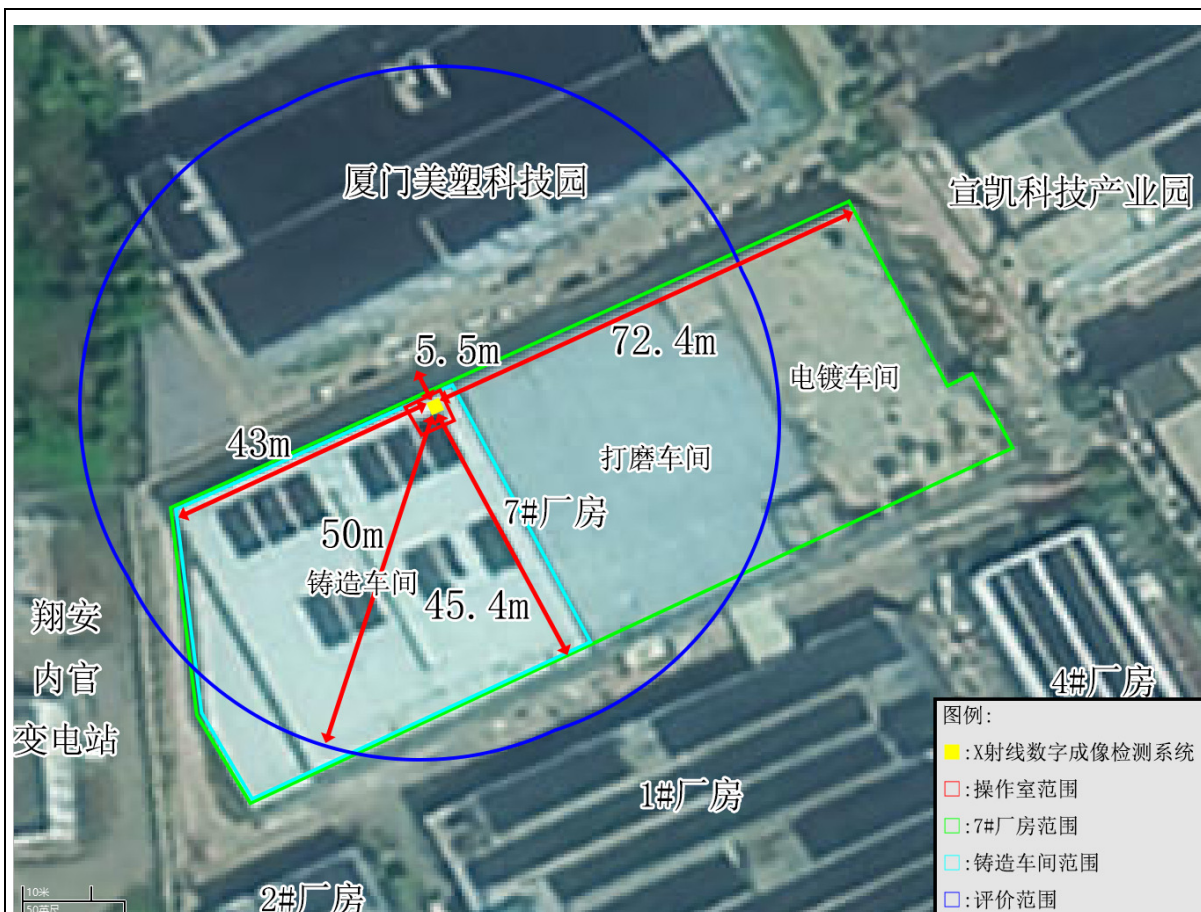 厦门美塑科技园
宣凯科技产业园
5.5m
72.4m
电镀车间
43m
打磨车间
7#厂房
50m
铸造车间
45.4m
翔安
内官
变电站
4#厂房
1#厂房
2#厂房
图例:
:X射线数字成像检测系统
:操作室范围
:7#厂房范围
:铸造车间范围
:评价范围
10米
50英尺